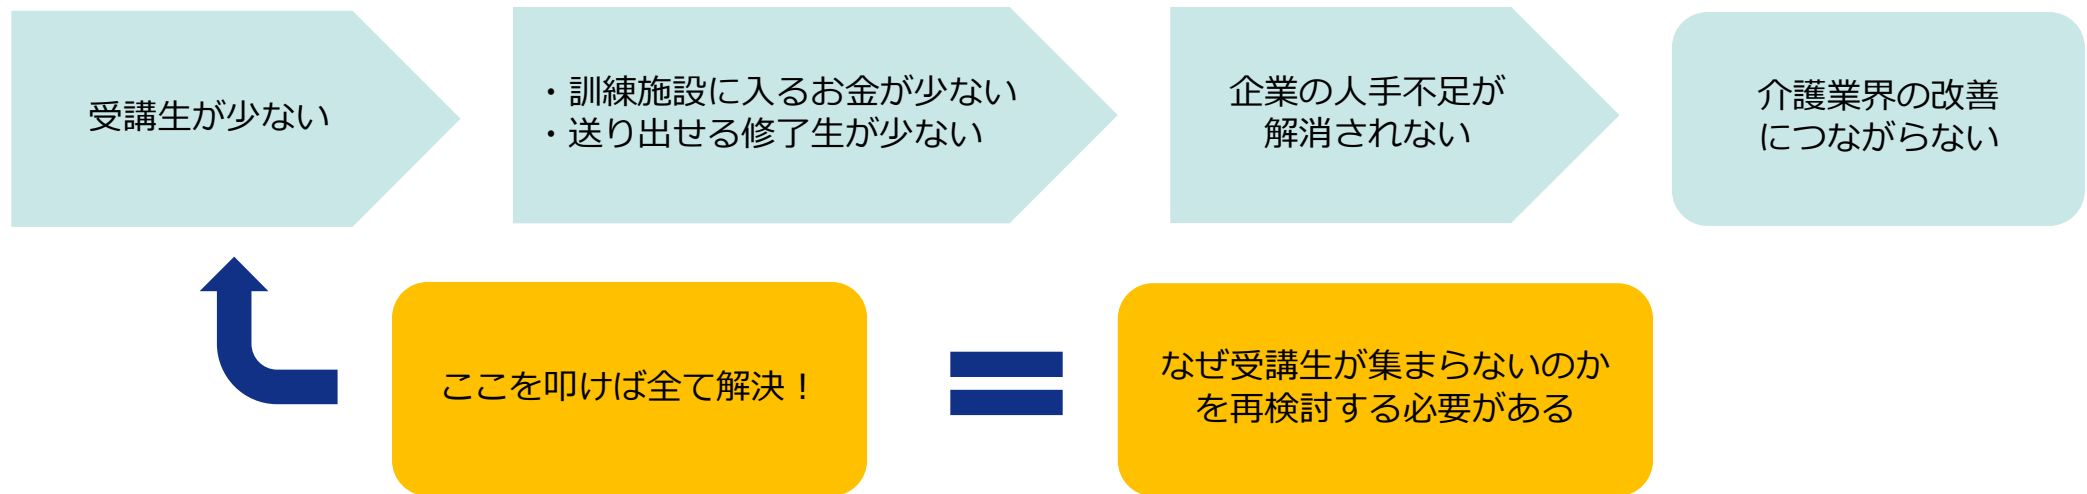 受講生が少ない
・訓練施設に入るお金が少ない
・送り出せる修了生が少ない
企業の人手不足が
解消されない
介護業界の改善
につながらない
ここを叩けば全て解決！
なぜ受講生が集まらないのか
を再検討する必要がある